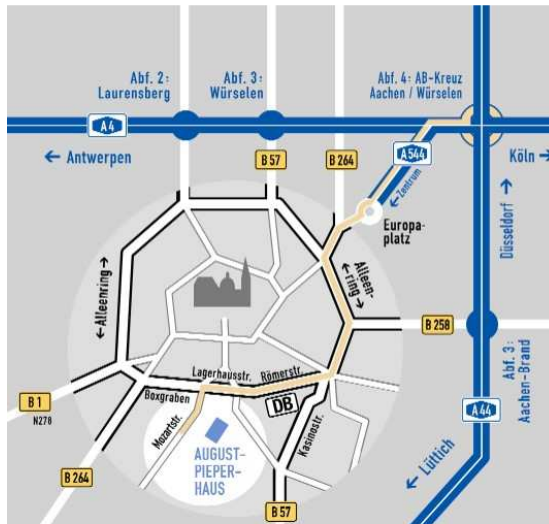 Abf. 2:
Laurensberg
Abf. 3:
Würselen
Abf. 4: AB-Kreuz
Aachen / Würselen
A4
← Antwerpen
B 57
B 264
A 544
← Zentrum
Köln →
Düsseldorf →
Europa-
platz
← Alleenring →
← Alleen-
ring →
B 258
Abf. 3:
Aachen-Brand
Lagerhausstr.
Römerstr.
Boxgraben
DB
Kasinostr.
Mozartstr.
B 1
N278
A 44
AUGUST-
PIEPER-
HAUS
← Lüttich
B 264
B 57